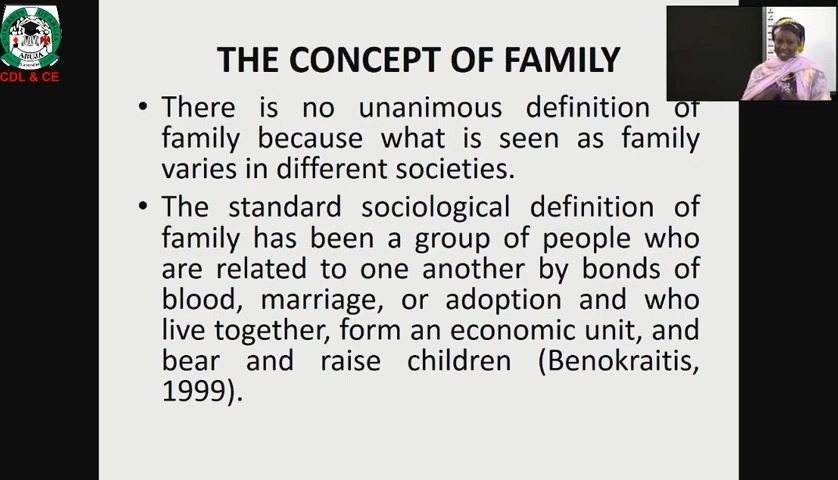 THE CONCEPT OF FAMILY
• There is no unanimous definition of
family because what is seen as family
varies in different societies.
• The standard sociological definition of
family has been a group of people who
are related to one another by bonds of
blood, marriage, or adoption and who
live together, form an economic unit, and
bear and raise children (Benokraitis,
1999).
ABUJA
CDL & CE